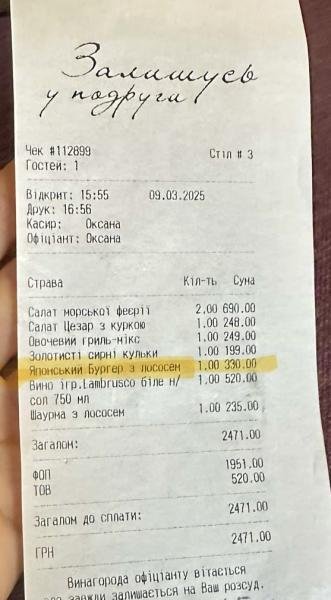 Залишусь
у подруги
Чек #112899
Стіл # 3
Гостей: 1
Відкрит: 15:55 09.03.2025
Друк: 16:56
Касир: Оксана
Офіціант: Оксана
Страва Кіл-ть Сума
Салат морської феєрії 2.00 690.00
Салат Цезар з куркою 1.00 248.00
Овочевий гриль-мікс 1.00 249.00
Золотисті сирні кульки 1.00 199.00
Японський Бургер з лососем 1.00 330.00
Вино ігр.Lambrusco біле н/ 1.00 520.00
сол 750 мл
Шаурма з лососем 1.00 235.00
Загалом: 2471.00
ФОП 1951.00
ТОВ 520.00
Загалом до сплати: 2471.00
ГРН 2471.00
Винагорода офіціанту вітається
завжди залишається на Ваш розсуд.